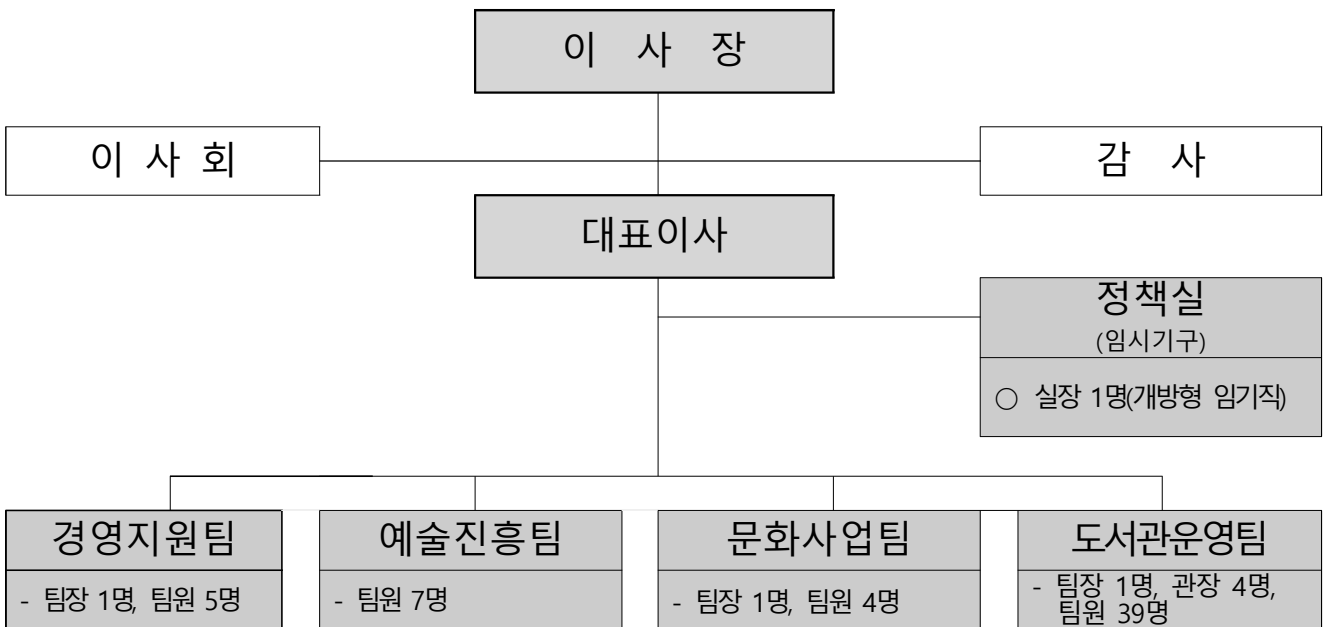 이 사 장
이 사 회
감 사
대표이사
정책실
(임시기구)
○ 실장 1명(개방형 임기직)
경영지원팀
- 팀장 1명, 팀원 5명
예술진흥팀
- 팀원 7명
문화사업팀
- 팀장 1명, 팀원 4명
도서관운영팀
- 팀장 1명, 관장 4명,
팀원 39명